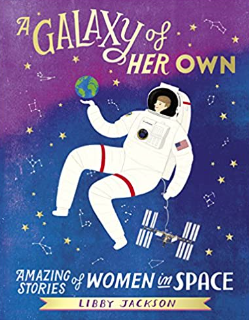 A GALAXY of
HER OWN
AMAZING
STORIES
of WOMEN in SPACE
LIBBY JACKSON